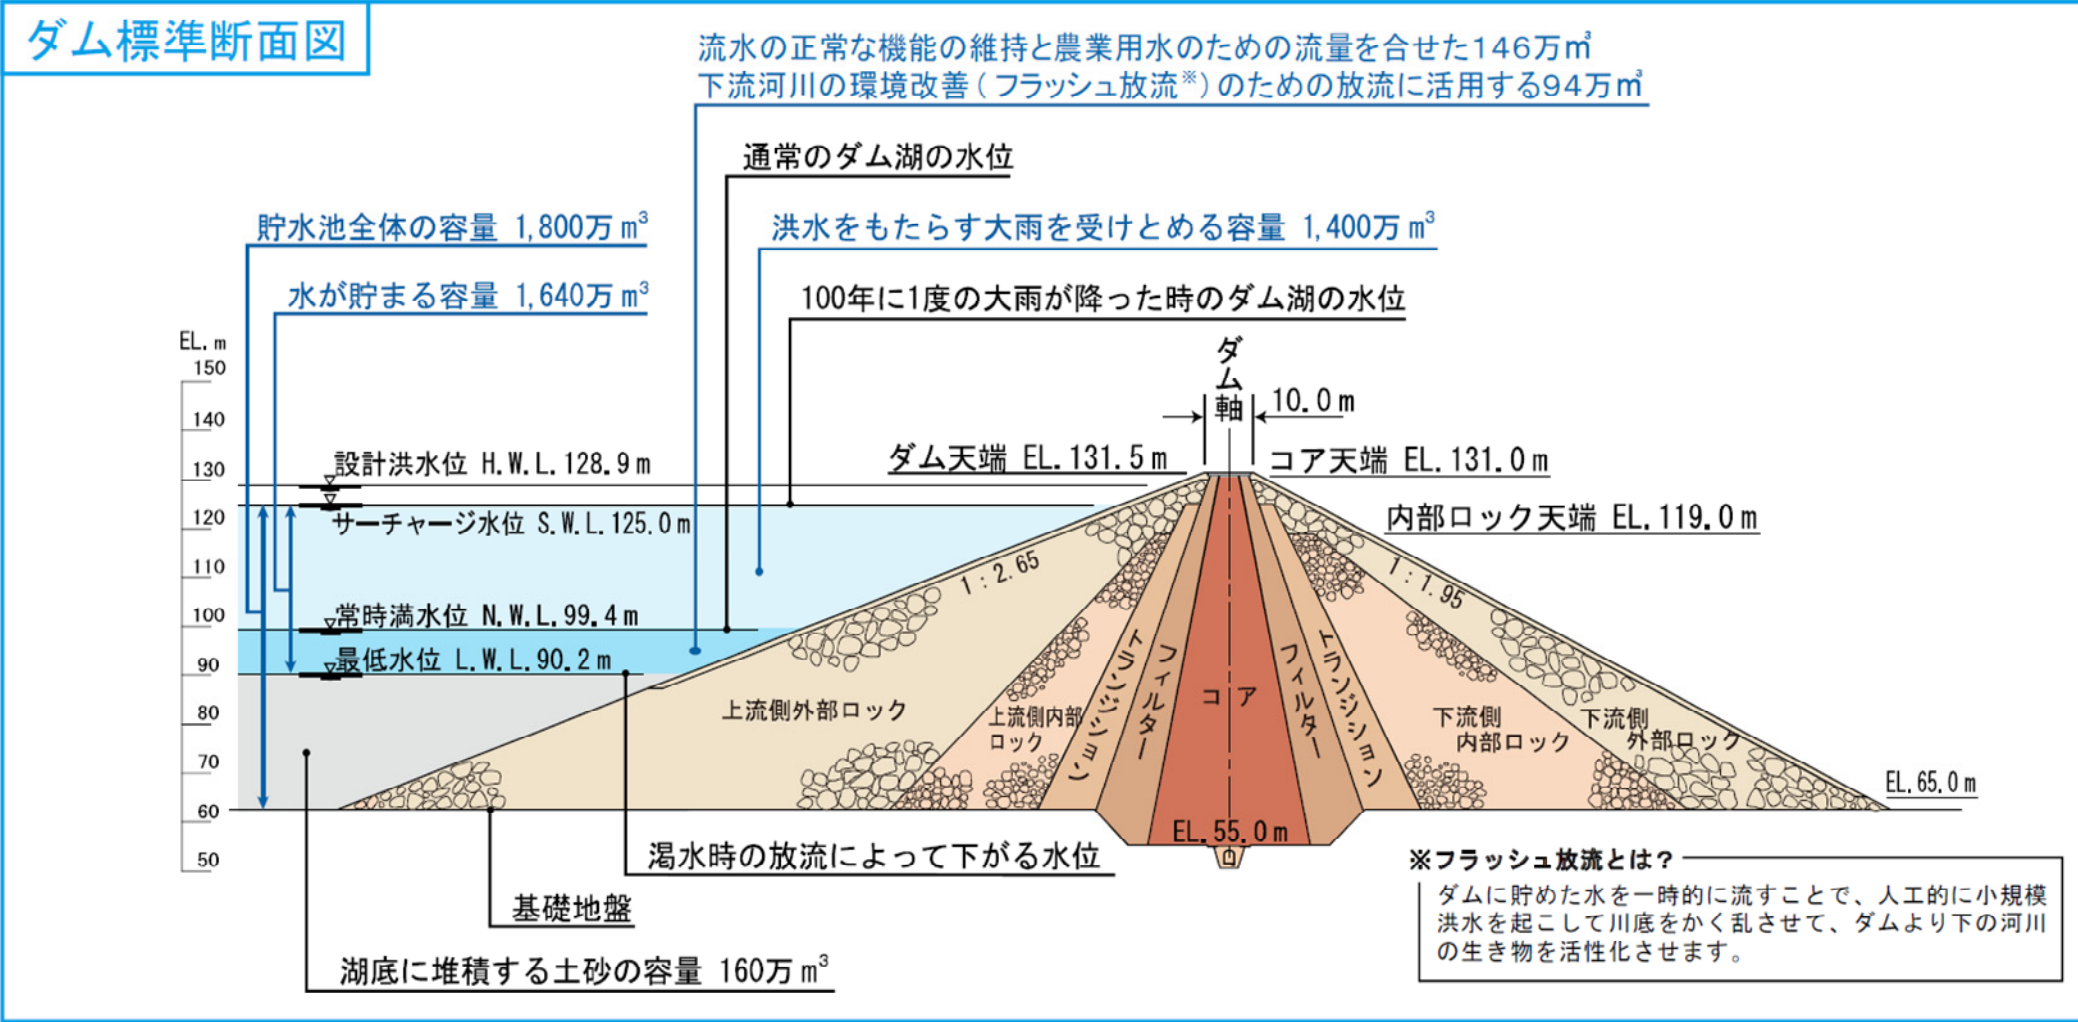 ダム標準断面図
流水の正常な機能の維持と農業用水のための流量を合せた146万㎥
下流河川の環境改善(フラッシュ放流※)のための放流に活用する94万㎥
通常のダム湖の水位
貯水池全体の容量 1,800万m³
洪水をもたらす大雨を受けとめる容量 1,400万m³
水が貯まる容量 1,640万m³
100年に1度の大雨が降った時のダム湖の水位
EL. m
150
140
130
120
110
100
90
80
70
60
50
ダム軸
10.0m
設計洪水位 H.W.L.128.9m
ダム天端 EL.131.5m
コア天端 EL.131.0m
サーチャージ水位 S.W.L.125.0m
内部ロック天端 EL.119.0m
1:2.65
1:1.95
常時満水位 N.W.L.99.4m
最低水位 L.W.L.90.2m
上流側外部ロック
上流側内部
ロック
トランジション
フィルター
コア
フィルター
トランジション
下流側
内部ロック
下流側
外部ロック
EL.65.0m
EL.55.0m
渇水時の放流によって下がる水位
基礎地盤
湖底に堆積する土砂の容量 160万m³
※フラッシュ放流とは?
ダムに貯めた水を一時的に流すことで、人工的に小規模
洪水を起こして川底をかく乱させて、ダムより下の河川
の生き物を活性化させます。